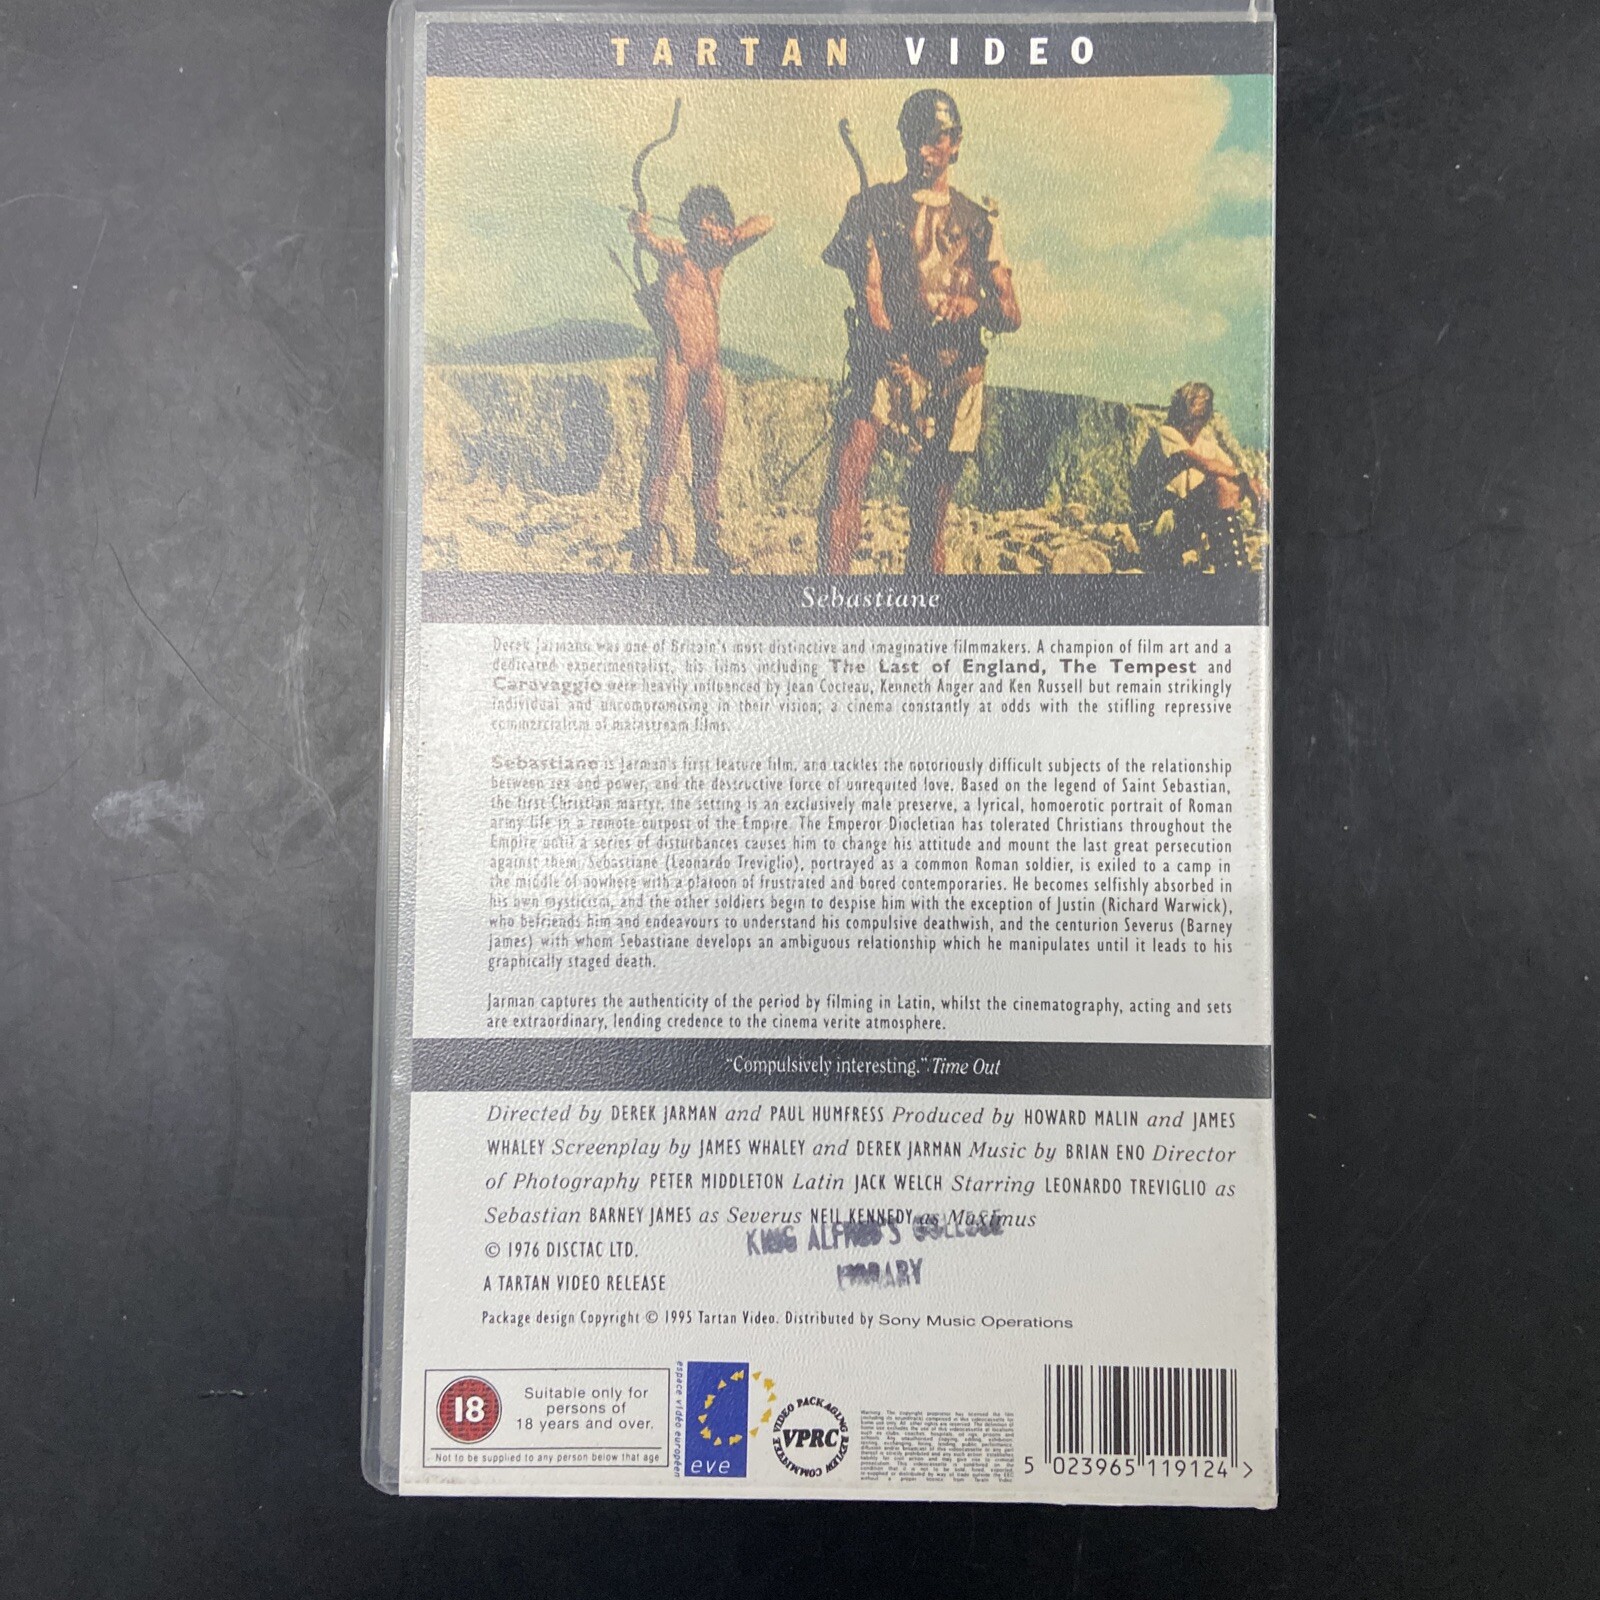 TARTAN VIDEO
Sebastiane
Derek Jarmann was one of Britain's most distinctive and imaginative filmmakers. A champion of film art and a
dedicated experimentalist, his films including The Last of England, The Tempest and
Caravaggio were heavily influenced by Jean Cocteau, Kenneth Anger and Ken Russell but remain strikingly
individual and uncompromising in their vision; a cinema constantly at odds with the stifling repressive
commercialism of mainstream films.
Sebastiane is Jarman's first feature film, and tackles the notoriously difficult subjects of the relationship
between sex and power, and the destructive force of unrequited love. Based on the legend of Saint Sebastian,
the first Christian martyr, the setting is an exclusively male preserve, a lyrical, homoerotic portrait of Roman
army life in a remote outpost of the Empire. The Emperor Diocletian has tolerated Christians throughout the
Empire until a series of disturbances causes him to change his attitude and mount the last great persecution
against them. Sebastiane (Leonardo Treviglio), portrayed as a common Roman soldier, is exiled to a camp in
the middle of nowhere with a platoon of frustrated and bored contemporaries. He becomes selfishly absorbed in
his own mysticism, and the other soldiers begin to despise him with the exception of Justin (Richard Warwick),
who befriends him and endeavours to understand his compulsive deathwish, and the centurion Severus (Barney
James) with whom Sebastiane develops an ambiguous relationship which he manipulates until it leads to his
graphically staged death.
Jarman captures the authenticity of the period by filming in Latin, whilst the cinematography, acting and sets
are extraordinary, lending credence to the cinema verite atmosphere.
"Compulsively interesting." Time Out
Directed by DEREK JARMAN and PAUL HUMFRESS Produced by HOWARD MALIN and JAMES
WHALEY Screenplay by JAMES WHALEY and DEREK JARMAN Music by BRIAN ENO Director
of Photography PETER MIDDLETON Latin JACK WELCH Starring LEONARDO TREVIGLIO as
Sebastian BARNEY JAMES as Severus NEIL KENNEDY as Maximus
KING ALFRED'S COLLEGE
LIBRARY
© 1976 DISCTAC LTD.
A TARTAN VIDEO RELEASE
Package design Copyright © 1995 Tartan Video. Distributed by Sony Music Operations
18
Suitable only for
persons of
18 years and over.
Not to be supplied to any person below that age
espace vidéo européen
eve
VIDEO PACKAGING REVIEW COMMITTEE
VPRC
5 023965 119124 >